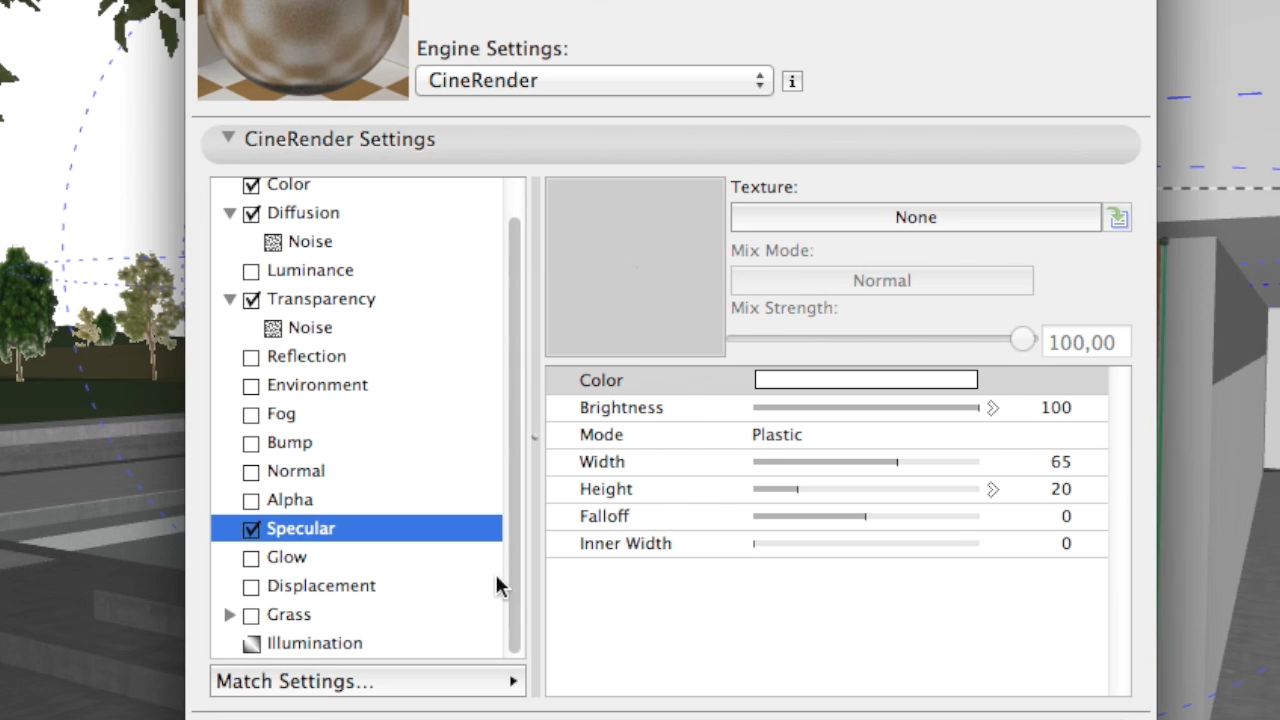 Engine Settings:
CineRender
i
CineRender Settings
Color
Diffusion
Noise
Luminance
Transparency
Noise
Reflection
Environment
Fog
Bump
Normal
Alpha
Specular
Glow
Displacement
Grass
Illumination
Match Settings...
Texture:
None
Mix Mode:
Normal
Mix Strength:
100,00
Color
Brightness 100
Mode Plastic
Width 65
Height 20
Falloff 0
Inner Width 0